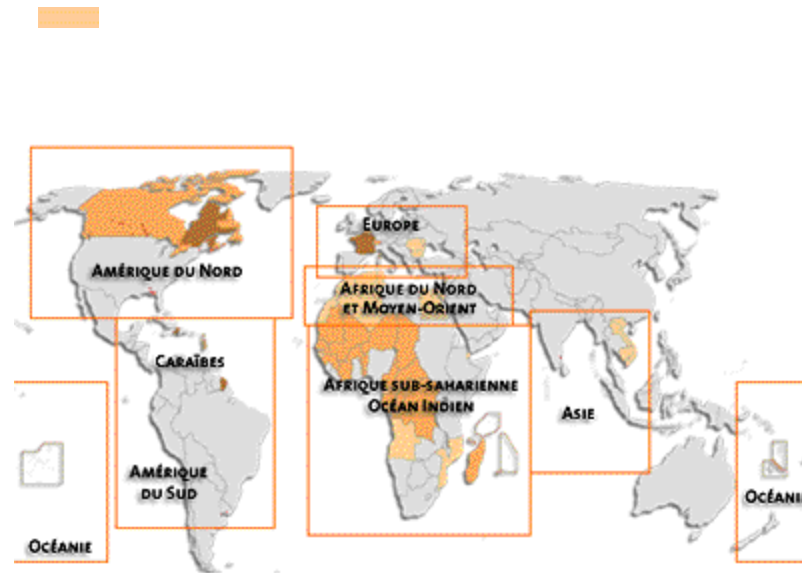 Europe
Amérique du Nord
Afrique du Nord
et Moyen-Orient
Caraïbes
Afrique sub-saharienne
Océan Indien
Asie
Amérique
du Sud
Océanie
Océanie